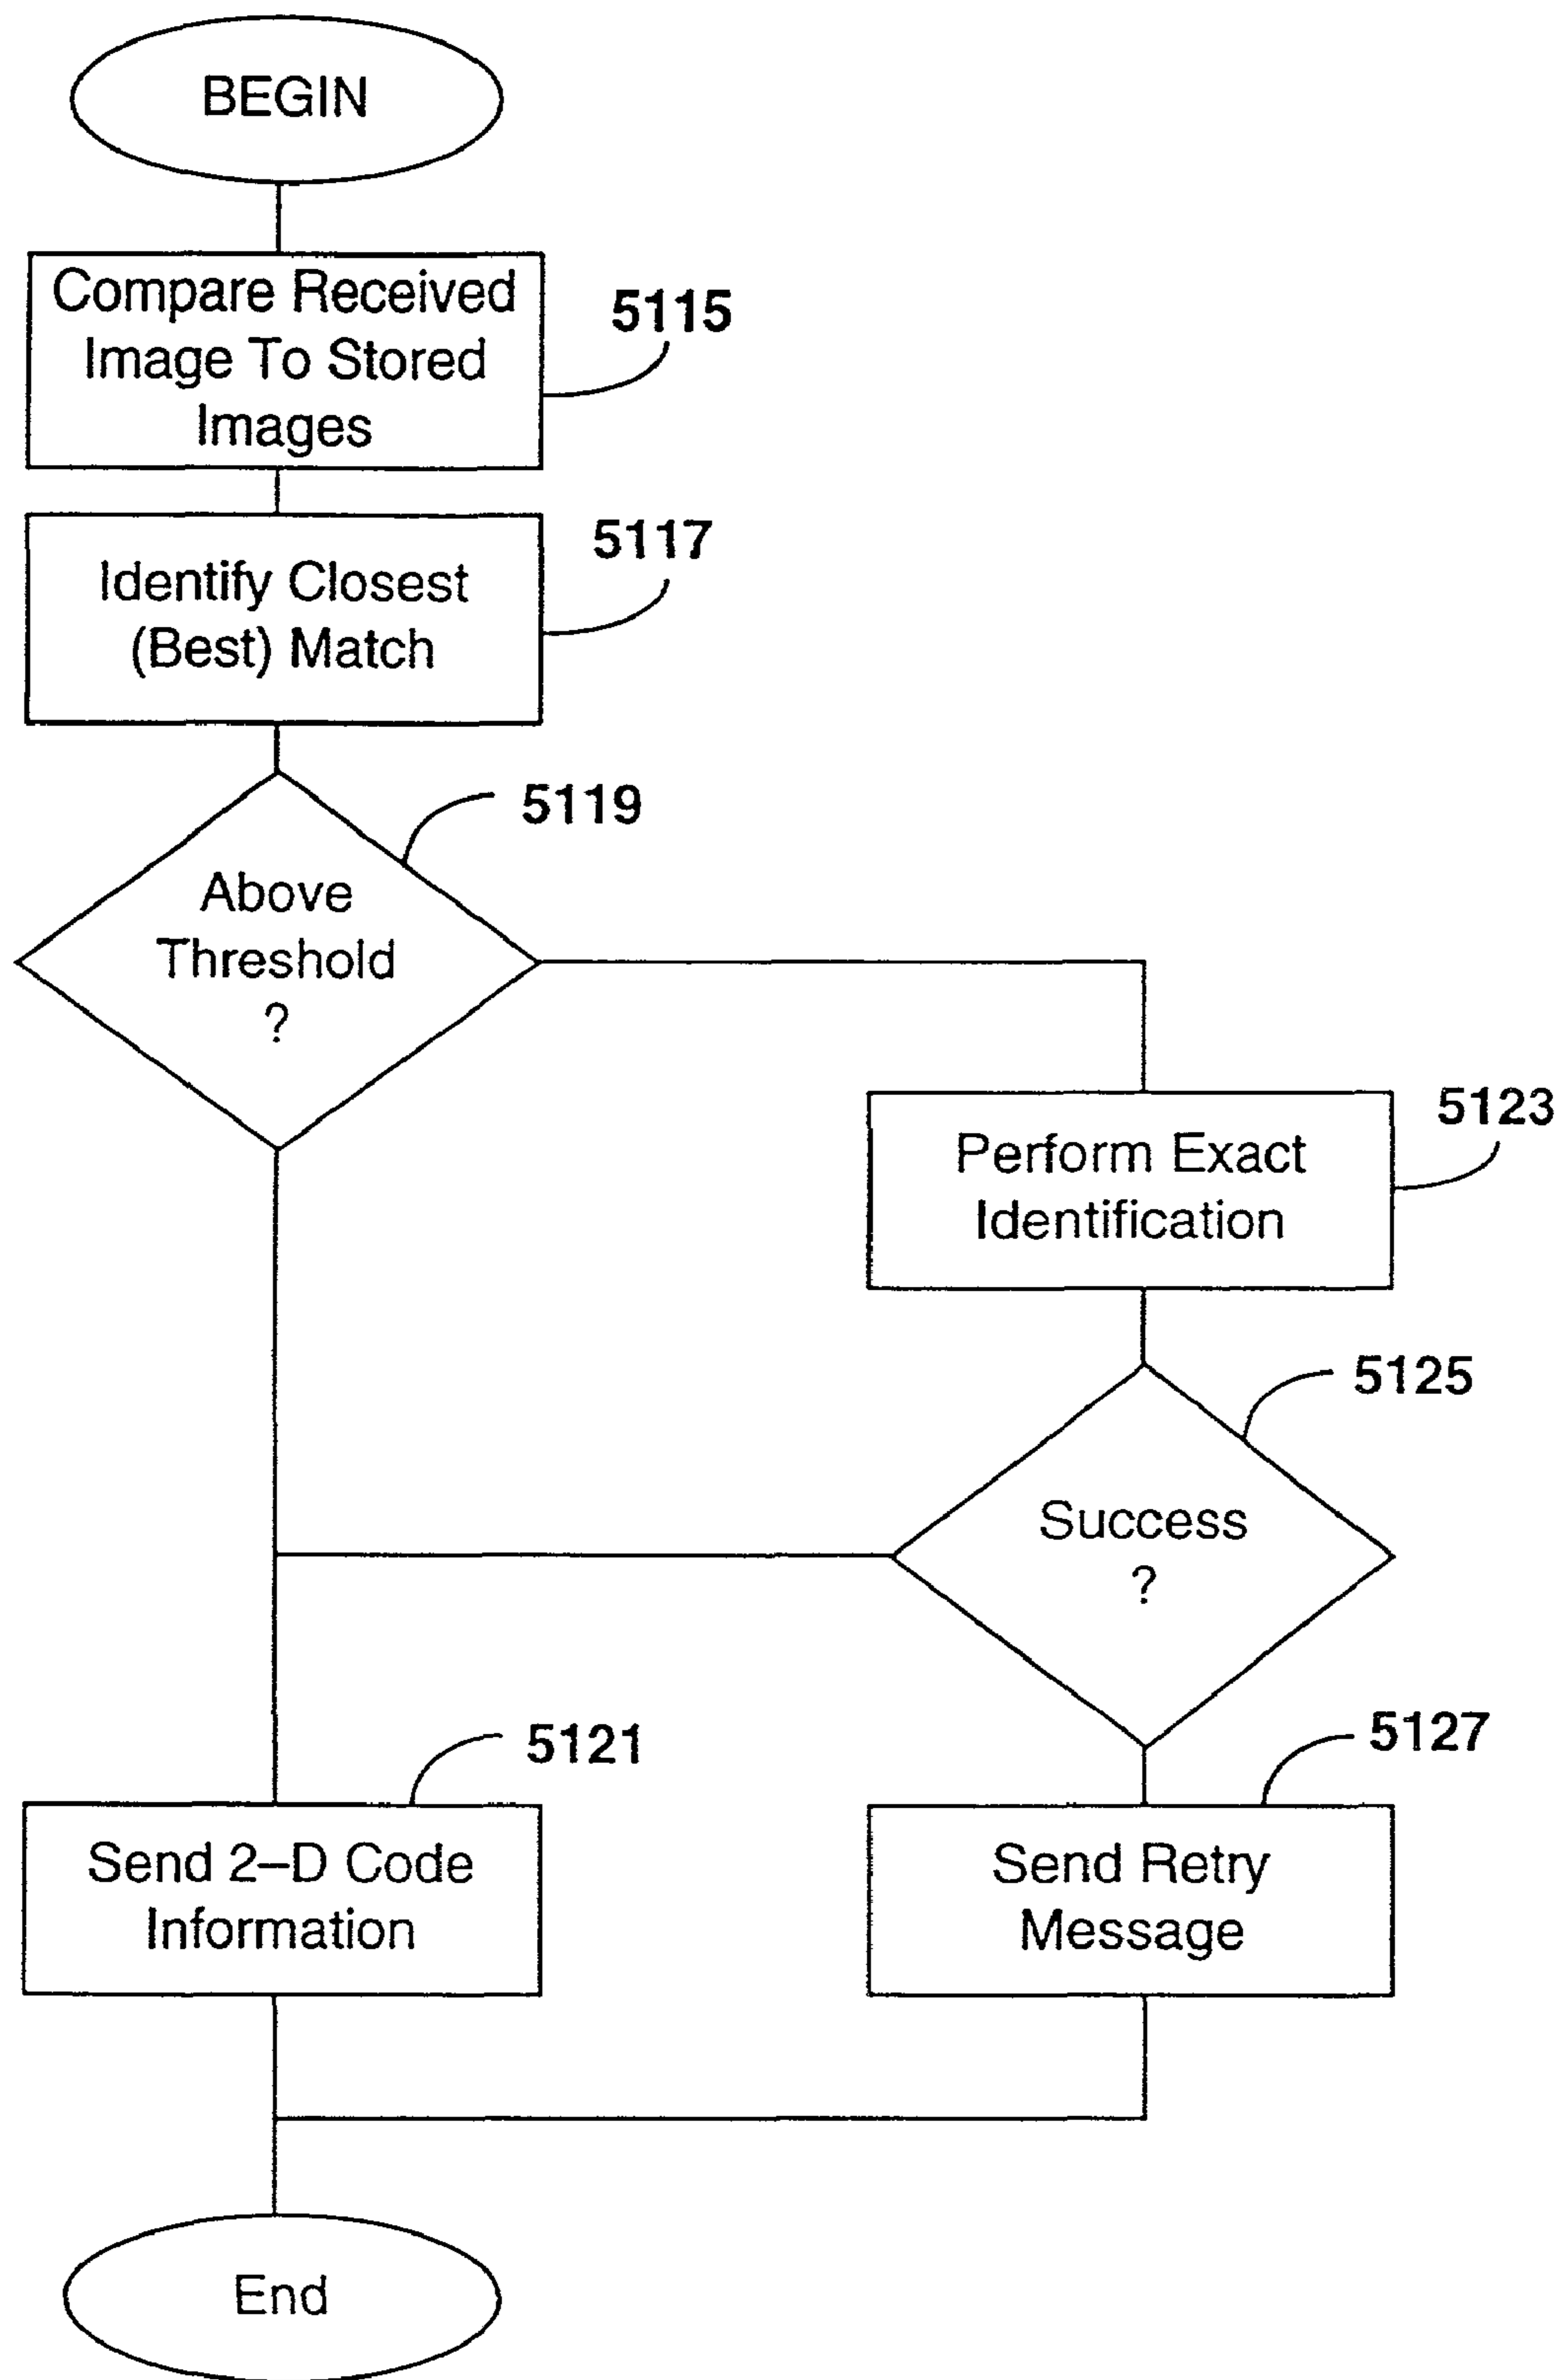 BEGIN
Compare Received
Image To Stored
Images
5115
Identify Closest
(Best) Match
5117
Above
Threshold
?
5119
Perform Exact
Identification
5123
Success
?
5125
Send 2–D Code
Information
5121
Send Retry
Message
5127
End